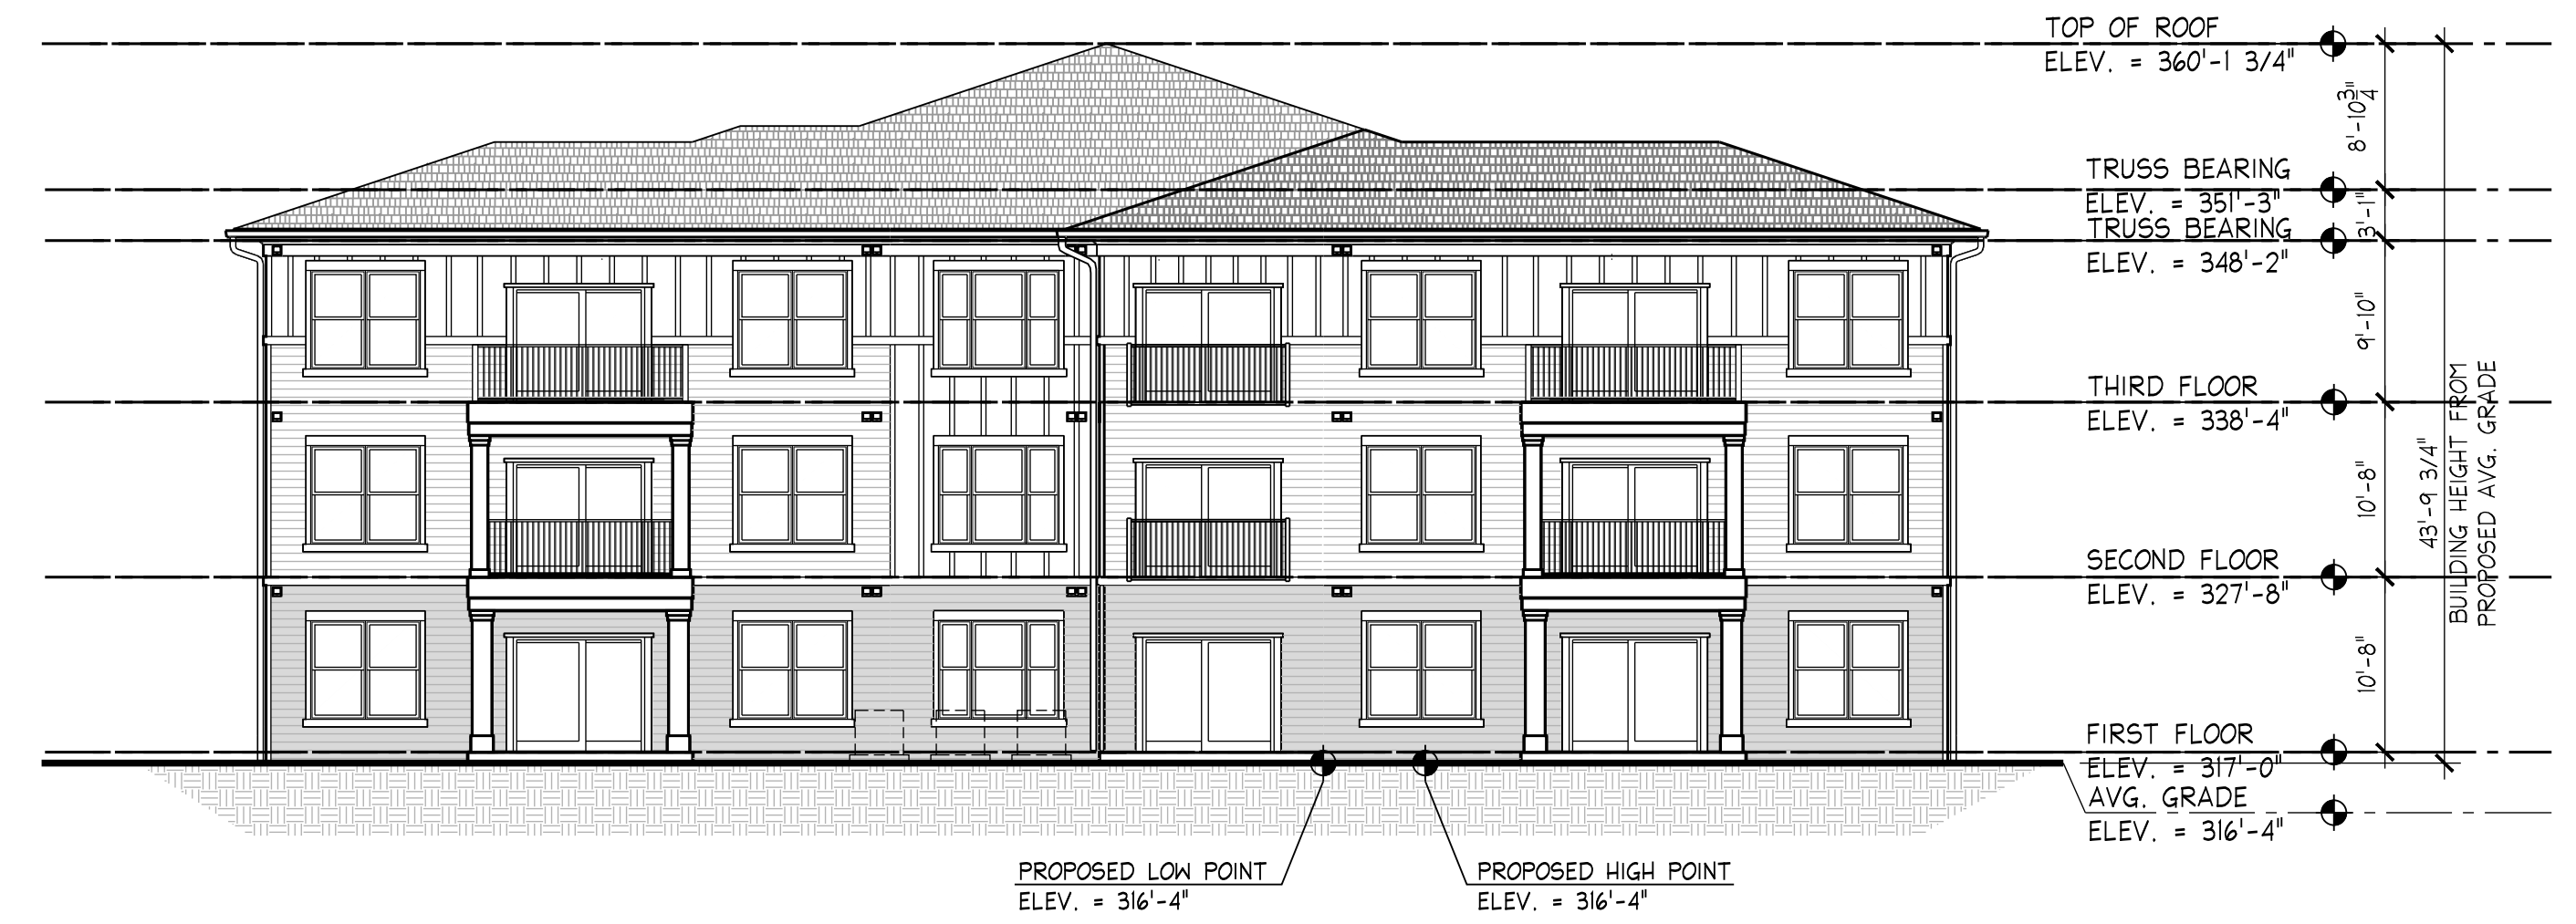 TOP OF ROOF
ELEV. = 360'-1 3/4"
8'-10 3/4"
TRUSS BEARING
ELEV. = 351'-3"
3'-1"
TRUSS BEARING
ELEV. = 348'-2"
9'-10"
THIRD FLOOR
ELEV. = 338'-4"
10'-8"
SECOND FLOOR
ELEV. = 327'-8"
10'-8"
FIRST FLOOR
ELEV. = 317'-0"
AVG. GRADE
ELEV. = 316'-4"
43'-9 3/4"
BUILDING HEIGHT FROM
PROPOSED AVG. GRADE
PROPOSED LOW POINT
ELEV. = 316'-4"
PROPOSED HIGH POINT
ELEV. = 316'-4"